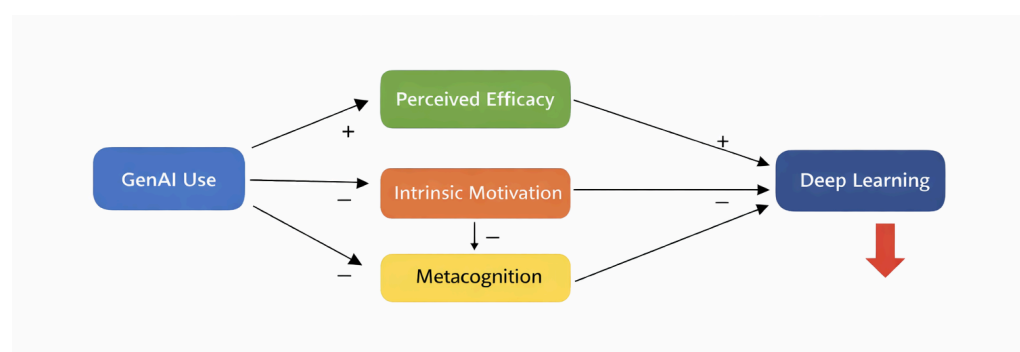 Perceived Efficacy
+
+
GenAI Use
Deep Learning
Intrinsic Motivation
−
−
−
Metacognition
−